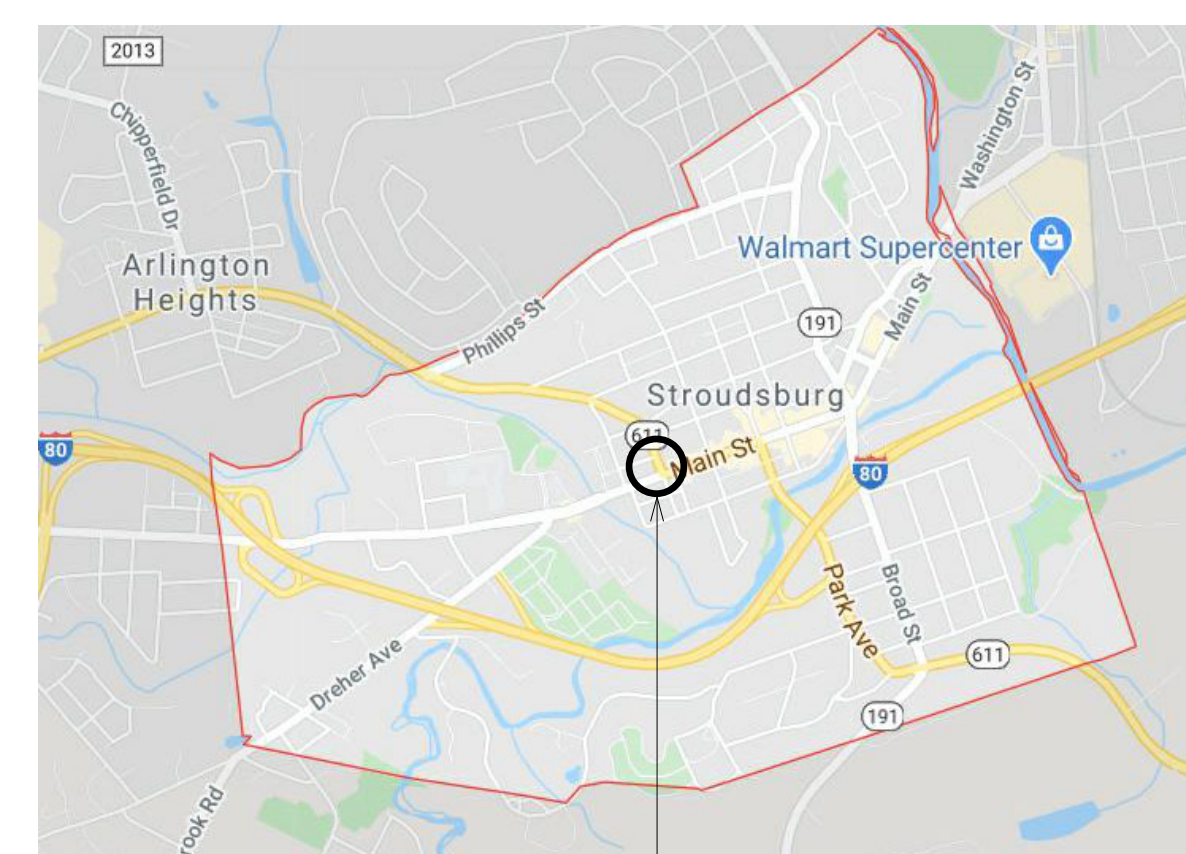 2013
Chipperfield Dr
Washington St
Walmart Supercenter
Arlington
Heights
Phillips St
191
Main St
Stroudsburg
611
Main St
80
80
Park Ave
Broad St
611
Dreher Ave
191
rook Rd